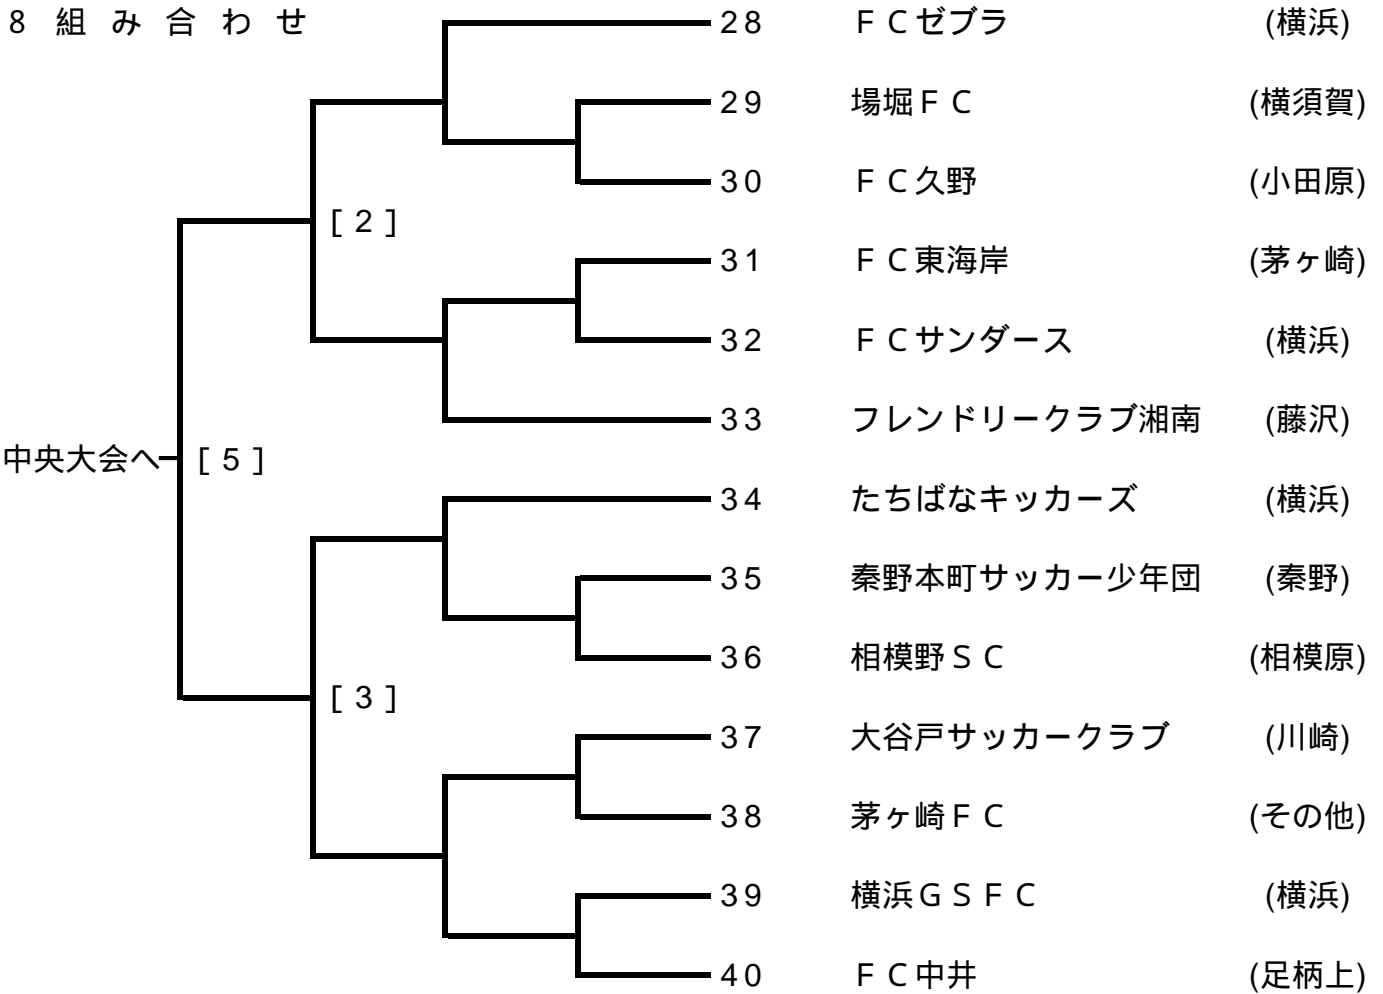 8 組み合わせ
28 ＦＣゼブラ (横浜)
29 場堀ＦＣ (横須賀)
30 ＦＣ久野 (小田原)
[2]
31 ＦＣ東海岸 (茅ヶ崎)
32 ＦＣサンダース (横浜)
33 フレンドリークラブ湘南 (藤沢)
中央大会へ [5]
34 たちばなキッカーズ (横浜)
35 秦野本町サッカー少年団 (秦野)
36 相模野ＳＣ (相模原)
[3]
37 大谷戸サッカークラブ (川崎)
38 茅ヶ崎ＦＣ (その他)
39 横浜ＧＳＦＣ (横浜)
40 ＦＣ中井 (足柄上)